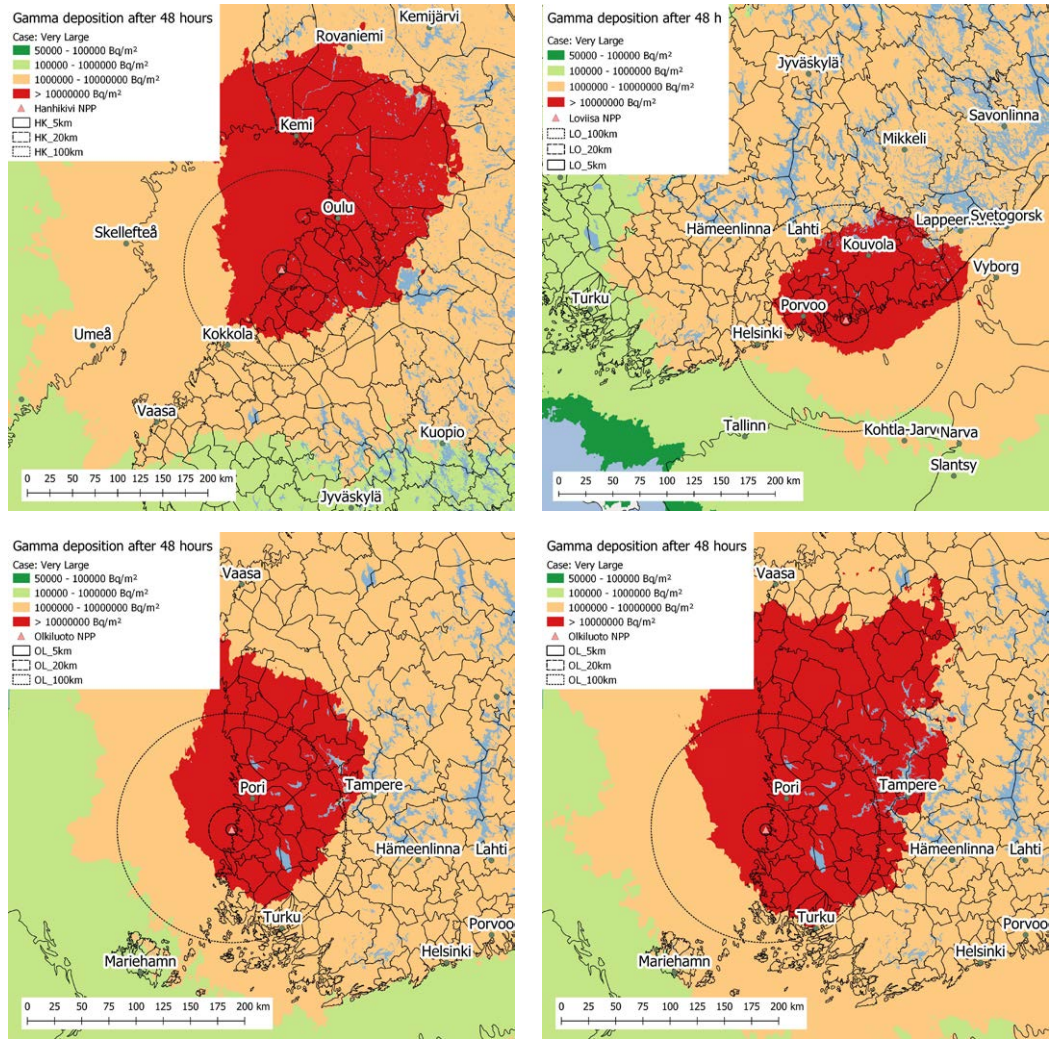 Gamma deposition after 48 hours
Case: Very Large
50000 - 100000 Bq/m²
100000 - 1000000 Bq/m²
1000000 - 10000000 Bq/m²
> 10000000 Bq/m²
Hanhikivi NPP
HK_5km
HK_20km
HK_100km
Kemijärvi
Rovaniemi
Kemi
Oulu
Skellefteå
Umeå
Kokkola
Vaasa
Kuopio
Jyväskylä
0 25 50 75 100 125 150 175 200 km
Gamma deposition after 48 h
Case: Very Large
50000 - 100000 Bq/m²
100000 - 1000000 Bq/m²
1000000 - 10000000 Bq/m²
> 10000000 Bq/m²
Loviisa NPP
LO_100km
LO_20km
LO_5km
Jyväskylä
Savonlinna
Mikkeli
Svetogorsk
Hämeenlinna
Lahti
Kouvola
Vyborg
Turku
Porvoo
Helsinki
Tallinn
Kohtla-Jarv
Narva
Slantsy
0 25 50 75 100 125 150 175 200 km
Gamma deposition after 48 hours
Case: Very Large
50000 - 100000 Bq/m²
100000 - 1000000 Bq/m²
1000000 - 10000000 Bq/m²
> 10000000 Bq/m²
Olkiluoto NPP
OL_5km
OL_20km
OL_100km
Vaasa
Pori
Tampere
Hämeenlinna
Lahti
Turku
Porvoo
Mariehamn
Helsinki
0 25 50 75 100 125 150 175 200 km
Gamma deposition after 48 hours
Case: Very Large
50000 - 100000 Bq/m²
100000 - 1000000 Bq/m²
1000000 - 10000000 Bq/m²
> 10000000 Bq/m²
Olkiluoto NPP
OL_5km
OL_20km
OL_100km
Vaasa
Pori
Tampere
Hämeenlinna
Lahti
Turku
Porvoo
Mariehamn
Helsinki
0 25 50 75 100 125 150 175 200 km